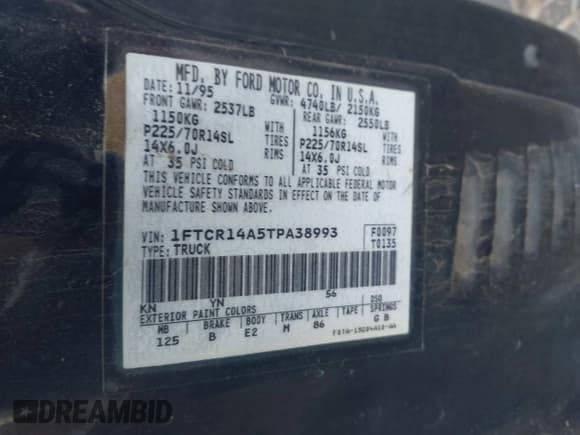 MFD. BY FORD MOTOR CO. IN U.S.A.
DATE: 11/95 GVWR: 4740LB/ 2150KG
FRONT GAWR: 2537LB REAR GAWR: 2550LB
1150KG WITH 1156KG WITH
P225/70R14SL TIRES P225/70R14SL TIRES
14X6.0J RIMS 14X6.0J RIMS
AT 35 PSI COLD AT 35 PSI COLD
THIS VEHICLE CONFORMS TO ALL APPLICABLE FEDERAL MOTOR
VEHICLE SAFETY STANDARDS IN EFFECT ON THE DATE
OF MANUFACTURE SHOWN ABOVE.
VIN: 1FTCR14A5TPA38993 F0097
TYPE: TRUCK T0135
KN YN 56
EXTERIOR PAINT COLORS DSO
WB BRAKE BODY TRANS AXLE TAPE SPRINGS
125 B E2 M 86 G B
DREAMBID